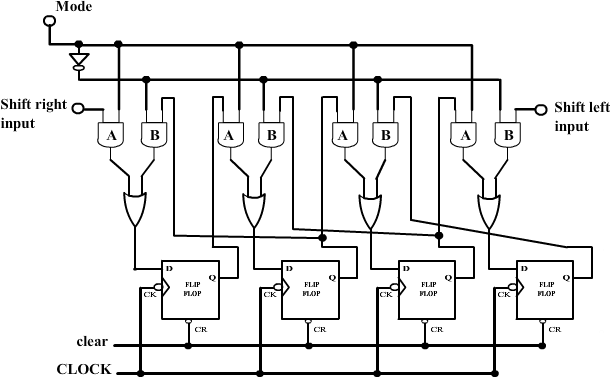 Mode
Shift right
input
Shift left
input
A B A B A B A B
D D D D
Q Q Q Q
FLIP
FLOP
FLIP
FLOP
FLIP
FLOP
FLIP
FLOP
CK CK CK CK
CR CR CR CR
clear
CLOCK